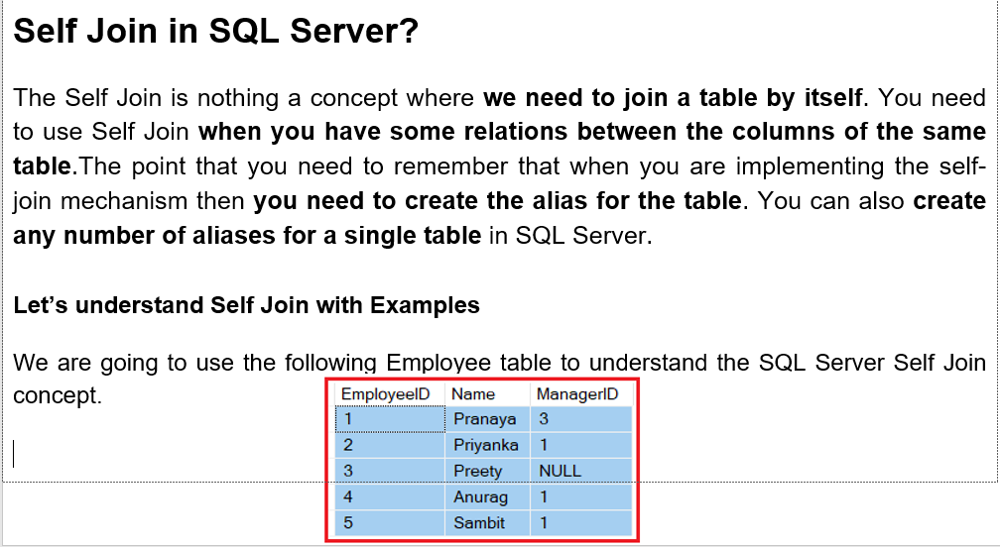 Self Join in SQL Server?
The Self Join is nothing a concept where we need to join a table by itself. You need
to use Self Join when you have some relations between the columns of the same
table.The point that you need to remember that when you are implementing the self-
join mechanism then you need to create the alias for the table. You can also create
any number of aliases for a single table in SQL Server.
Let’s understand Self Join with Examples
We are going to use the following Employee table to understand the SQL Server Self Join
concept.
EmployeeID Name ManagerID
1 Pranaya 3
2 Priyanka 1
3 Preety NULL
4 Anurag 1
5 Sambit 1